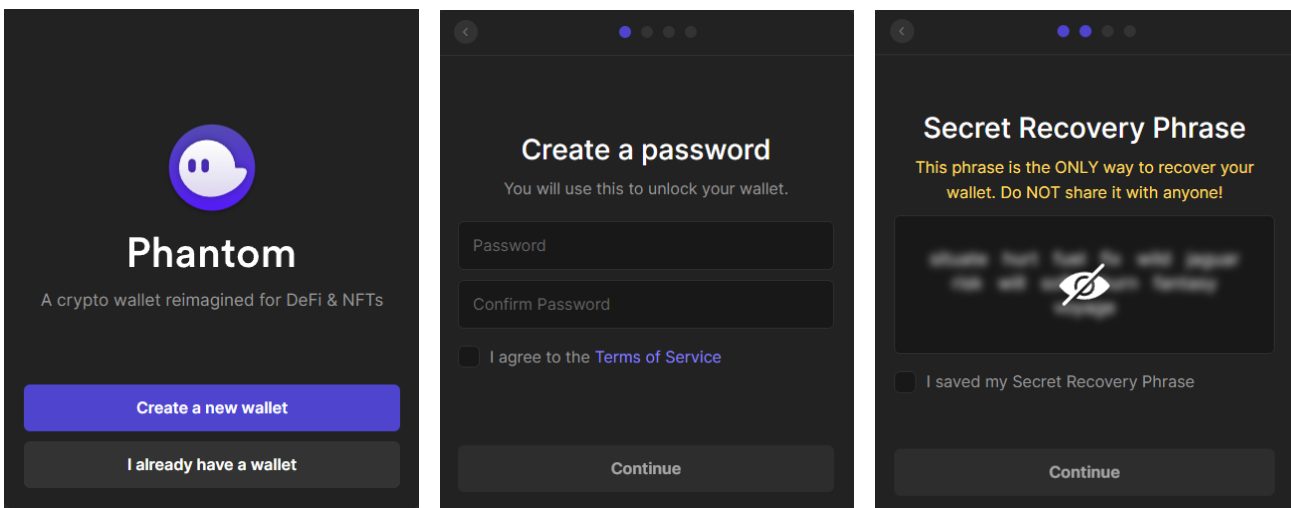 Phantom
A crypto wallet reimagined for DeFi & NFTs
Create a new wallet
I already have a wallet
Create a password
You will use this to unlock your wallet.
Password
Confirm Password
I agree to the Terms of Service
Continue
Secret Recovery Phrase
This phrase is the ONLY way to recover your
wallet. Do NOT share it with anyone!
I saved my Secret Recovery Phrase
Continue